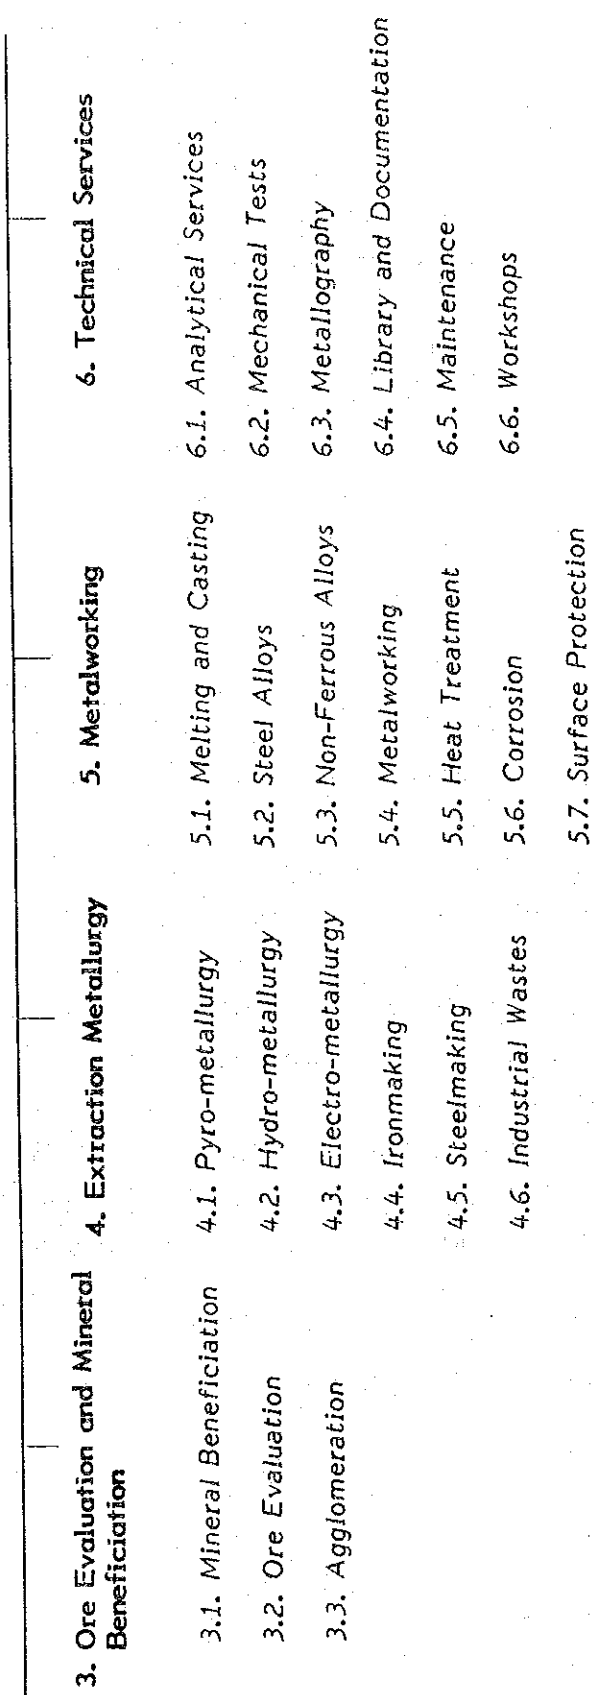 3. Ore Evaluation and Mineral
Beneficiation
3.1. Mineral Beneficiation
3.2. Ore Evaluation
3.3. Agglomeration
4. Extraction Metallurgy
4.1. Pyro-metallurgy
4.2. Hydro-metallurgy
4.3. Electro-metallurgy
4.4. Ironmaking
4.5. Steelmaking
4.6. Industrial Wastes
5. Metalworking
5.1. Melting and Casting
5.2. Steel Alloys
5.3. Non-Ferrous Alloys
5.4. Metalworking
5.5. Heat Treatment
5.6. Corrosion
5.7. Surface Protection
6. Technical Services
6.1. Analytical Services
6.2. Mechanical Tests
6.3. Metallography
6.4. Library and Documentation
6.5. Maintenance
6.6. Workshops